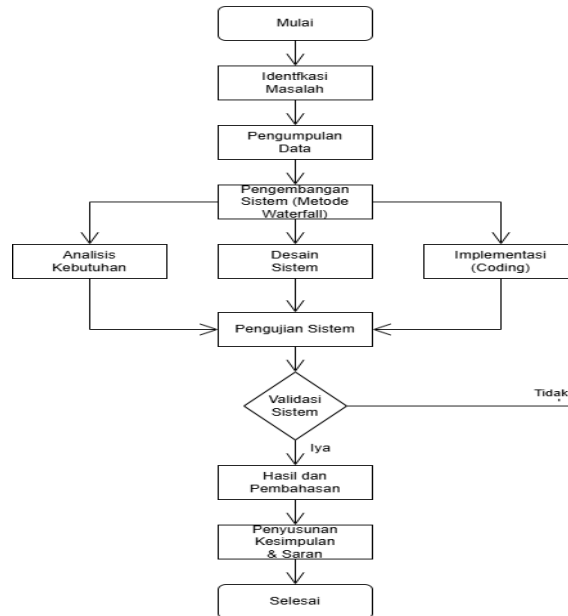 Mulai
Identfkasi
Masalah
Pengumpulan
Data
Pengembangan
Sistem (Metode
Waterfall)
Analisis
Kebutuhan
Desain
Sistem
Implementasi
(Coding)
Pengujian Sistem
Validasi
Sistem
Tidak
Iya
Hasil dan
Pembahasan
Penyusunan
Kesimpulan
& Saran
Selesai